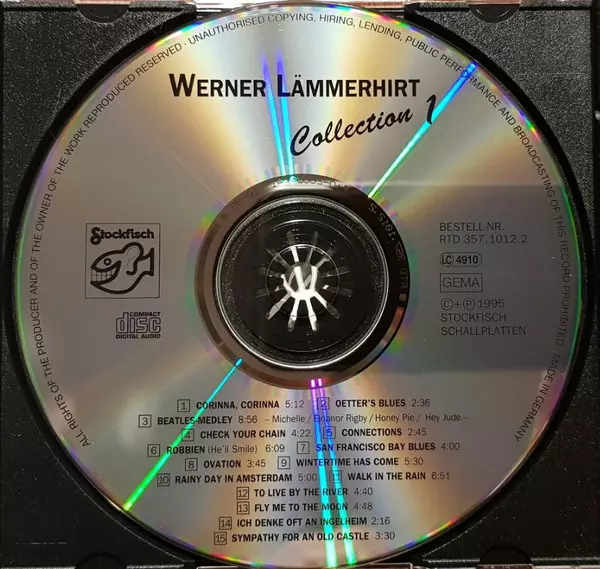 ALL RIGHTS OF THE PRODUCER AND OF THE OWNER OF THE WORK REPRODUCED RESERVED · UNAUTHORISED COPYING, HIRING, LENDING, PUBLIC PERFORMANCE AND BROADCASTING OF THIS RECORD PROHIBITED MADE IN GERMANY
WERNER LÄMMERHIRT
Collection 1
Stockfisch
COMPACT
disc
DIGITAL AUDIO
BESTELL NR.
RTD 357.1012.2
LC 4910
GEMA
©+℗ 1995
STOCKFISCH
SCHALLPLATTEN
1 CORINNA, CORINNA 5:12 2 OETTER'S BLUES 2:36
3 BEATLES-MEDLEY 8:56 – Michelle / Eleanor Rigby / Honey Pie / Hey Jude –
4 CHECK YOUR CHAIN 4:22 5 CONNECTIONS 2:45
6 ROBBIEN (He´ll Smile) 6:09 7 SAN FRANCISCO BAY BLUES 4:00
8 OVATION 3:45 9 WINTERTIME HAS COME 5:30
10 RAINY DAY IN AMSTERDAM 5:00 11 WALK IN THE RAIN 6:51
12 TO LIVE BY THE RIVER 4:40
13 FLY ME TO THE MOON 4:48
14 ICH DENKE OFT AN INGELHEIM 2:16
15 SYMPATHY FOR AN OLD CASTLE 3:30